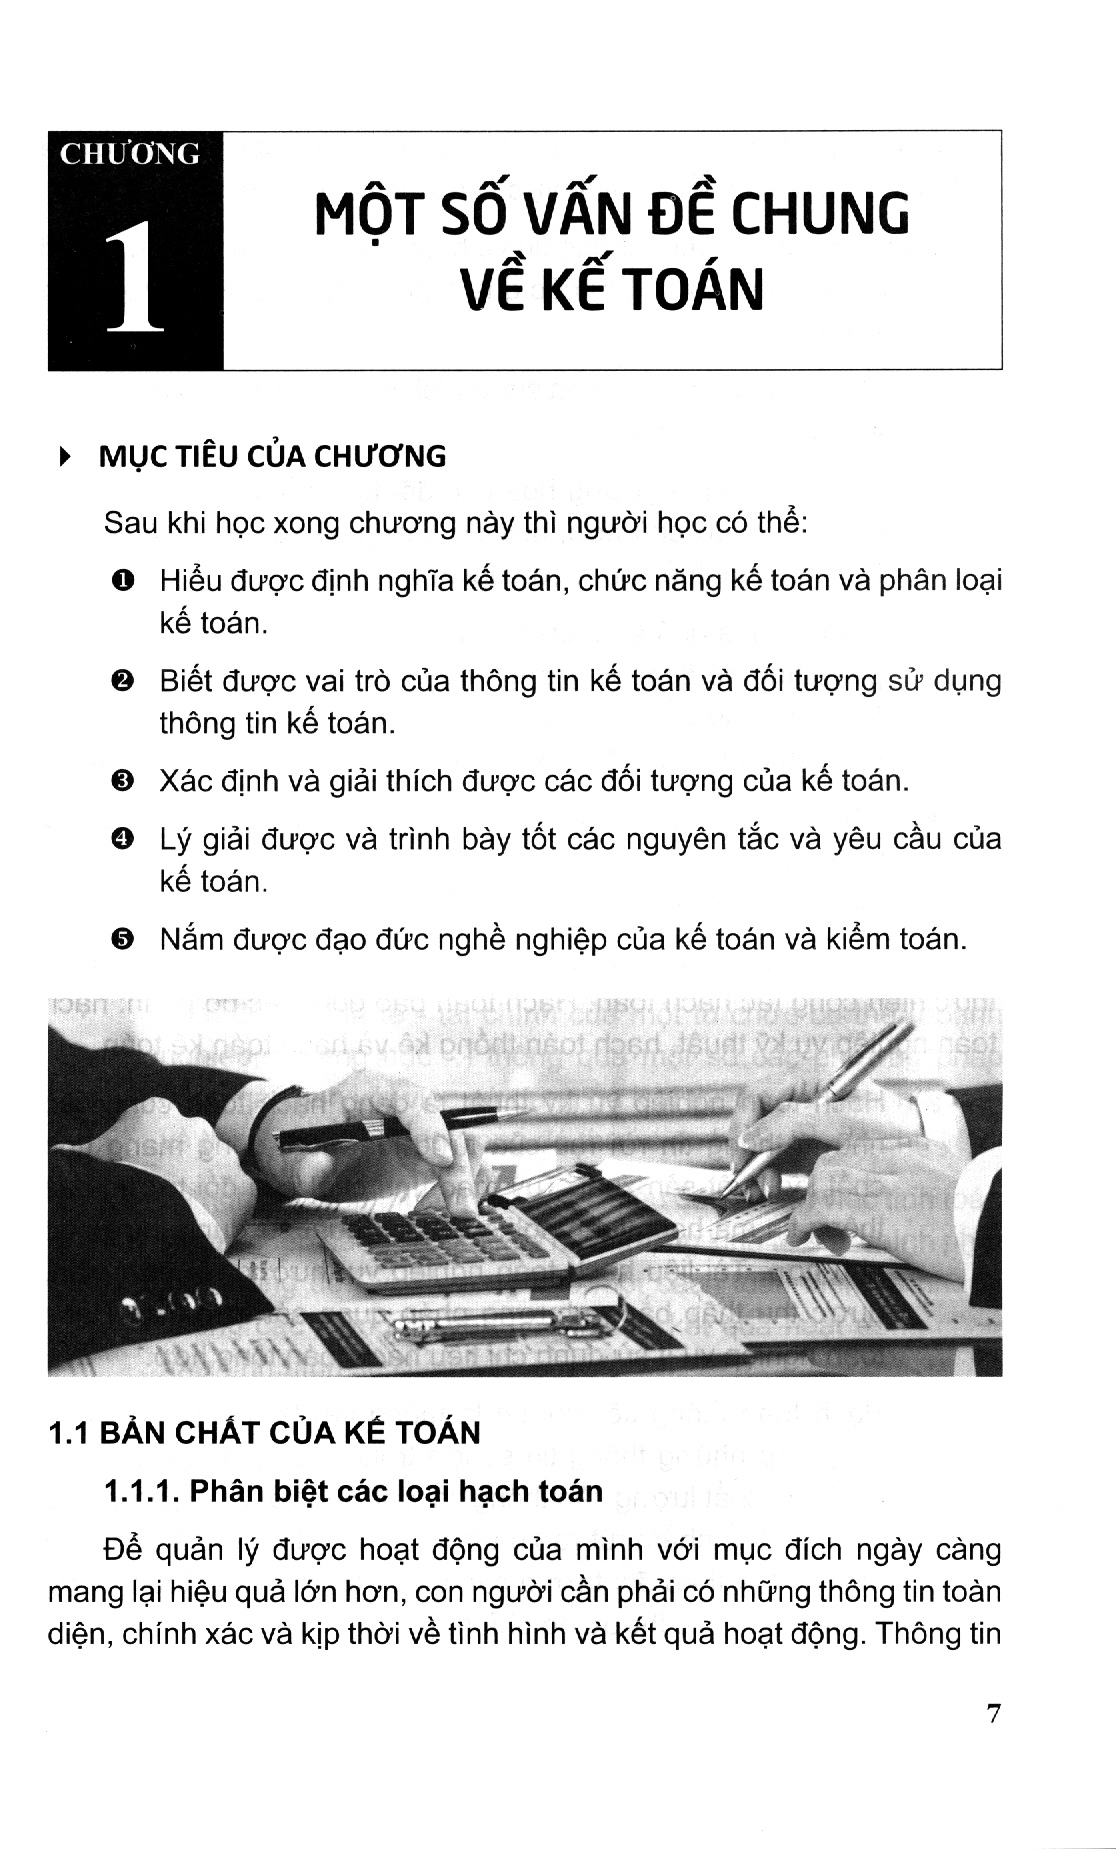 CHƯƠNG
1
MỘT SỐ VẤN ĐỀ CHUNG
VỀ KẾ TOÁN
MỤC TIÊU CỦA CHƯƠNG
Sau khi học xong chương này thì người học có thể:
❶ Hiểu được định nghĩa kế toán, chức năng kế toán và phân loại
kế toán.
❷ Biết được vai trò của thông tin kế toán và đối tượng sử dụng
thông tin kế toán.
❸ Xác định và giải thích được các đối tượng của kế toán.
❹ Lý giải được và trình bày tốt các nguyên tắc và yêu cầu của
kế toán.
❺ Nắm được đạo đức nghề nghiệp của kế toán và kiểm toán.
1.1 BẢN CHẤT CỦA KẾ TOÁN
1.1.1. Phân biệt các loại hạch toán
Để quản lý được hoạt động của mình với mục đích ngày càng
mang lại hiệu quả lớn hơn, con người cần phải có những thông tin toàn
diện, chính xác và kịp thời về tình hình và kết quả hoạt động. Thông tin
7